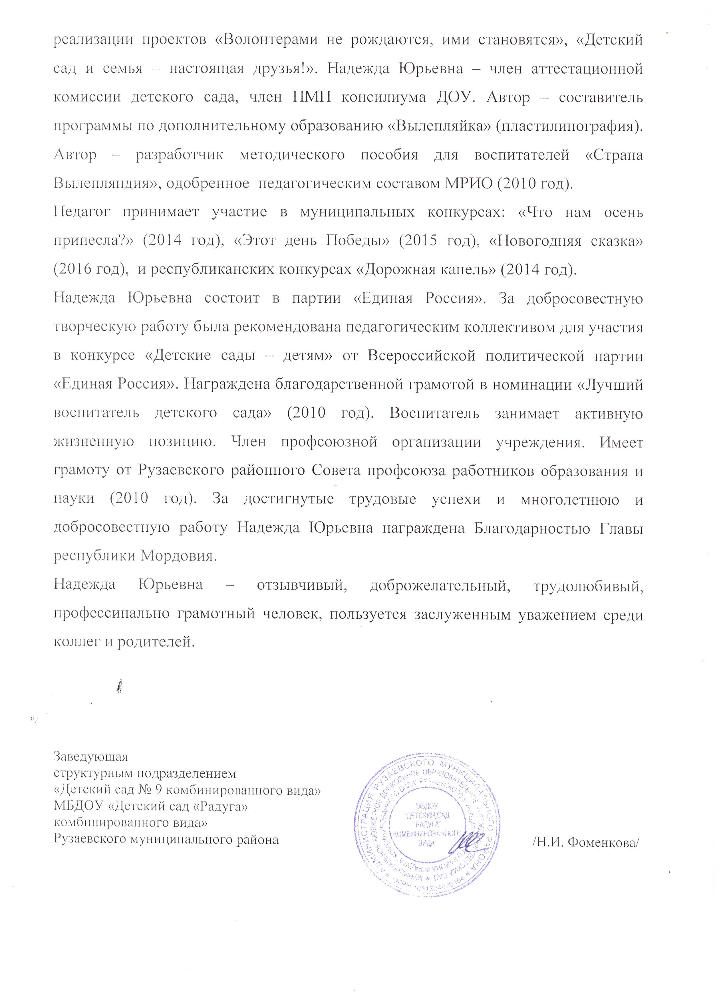 реализации проектов «Волонтерами не рождаются, ими становятся», «Детский
сад и семья – настоящая друзья!». Надежда Юрьевна – член аттестационной
комиссии детского сада, член ПМП консилиума ДОУ. Автор – составитель
программы по дополнительному образованию «Вылепляйка» (пластилинография).
Автор – разработчик методического пособия для воспитателей «Страна
Вылепляндия», одобренное педагогическим составом МРИО (2010 год).
Педагог принимает участие в муниципальных конкурсах: «Что нам осень
принесла?» (2014 год), «Этот день Победы» (2015 год), «Новогодняя сказка»
(2016 год), и республиканских конкурсах «Дорожная капель» (2014 год).
Надежда Юрьевна состоит в партии «Единая Россия». За добросовестную
творческую работу была рекомендована педагогическим коллективом для участия
в конкурсе «Детские сады – детям» от Всероссийской политической партии
«Единая Россия». Награждена благодарственной грамотой в номинации «Лучший
воспитатель детского сада» (2010 год). Воспитатель занимает активную
жизненную позицию. Член профсоюзной организации учреждения. Имеет
грамоту от Рузаевского районного Совета профсоюза работников образования и
науки (2010 год). За достигнутые трудовые успехи и многолетнюю и
добросовестную работу Надежда Юрьевна награждена Благодарностью Главы
республики Мордовия.
Надежда Юрьевна – отзывчивый, доброжелательный, трудолюбивый,
профессинально грамотный человек, пользуется заслуженным уважением среди
коллег и родителей.
Заведующая
структурным подразделением
«Детский сад № 9 комбинированного вида»
МБДОУ «Детский сад «Радуга»
комбинированного вида»
Рузаевского муниципального района
/Н.И. Фоменкова/
АДМИНИСТРАЦИЯ РУЗАЕВСКОГО МУНИЦИПАЛЬНОГО РАЙОНА * ОГРН
МУНИЦИПАЛЬНОЕ БЮДЖЕТНОЕ ДОШКОЛЬНОЕ ОБРАЗОВАТЕЛЬНОЕ УЧРЕЖДЕНИЕ "ДЕТСКИЙ САД
"РАДУГА" КОМБИНИРОВАННОГО ВИДА" РУЗАЕВСКОГО МУНИЦИПАЛЬНОГО РАЙОНА
МБДОУ
"ДЕТСКИЙ САД
"РАДУГА"
КОМБИНИРОВАННОГО
ВИДА"